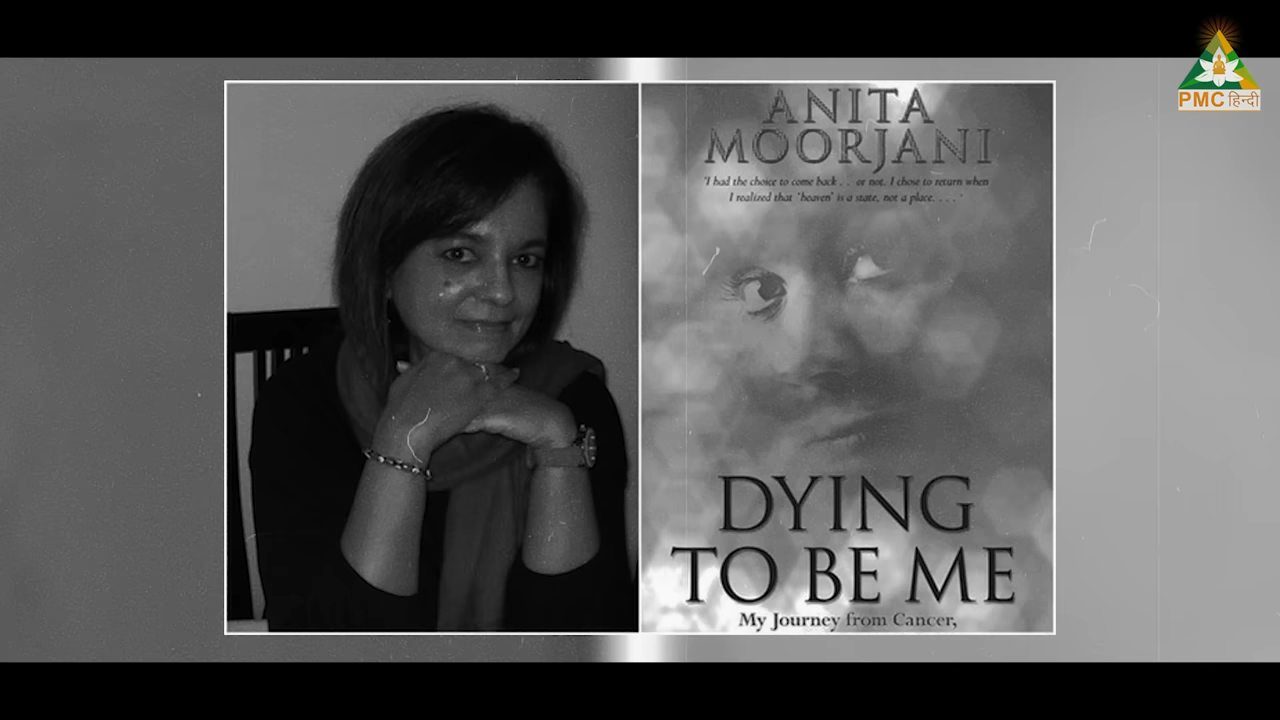 PMC हिन्दी
ANITA
MOORJANI
'I had the choice to come back . . or not. I chose to return when
I realized that 'heaven' is a state, not a place. . . . '
DYING
TO BE ME
My Journey from Cancer,